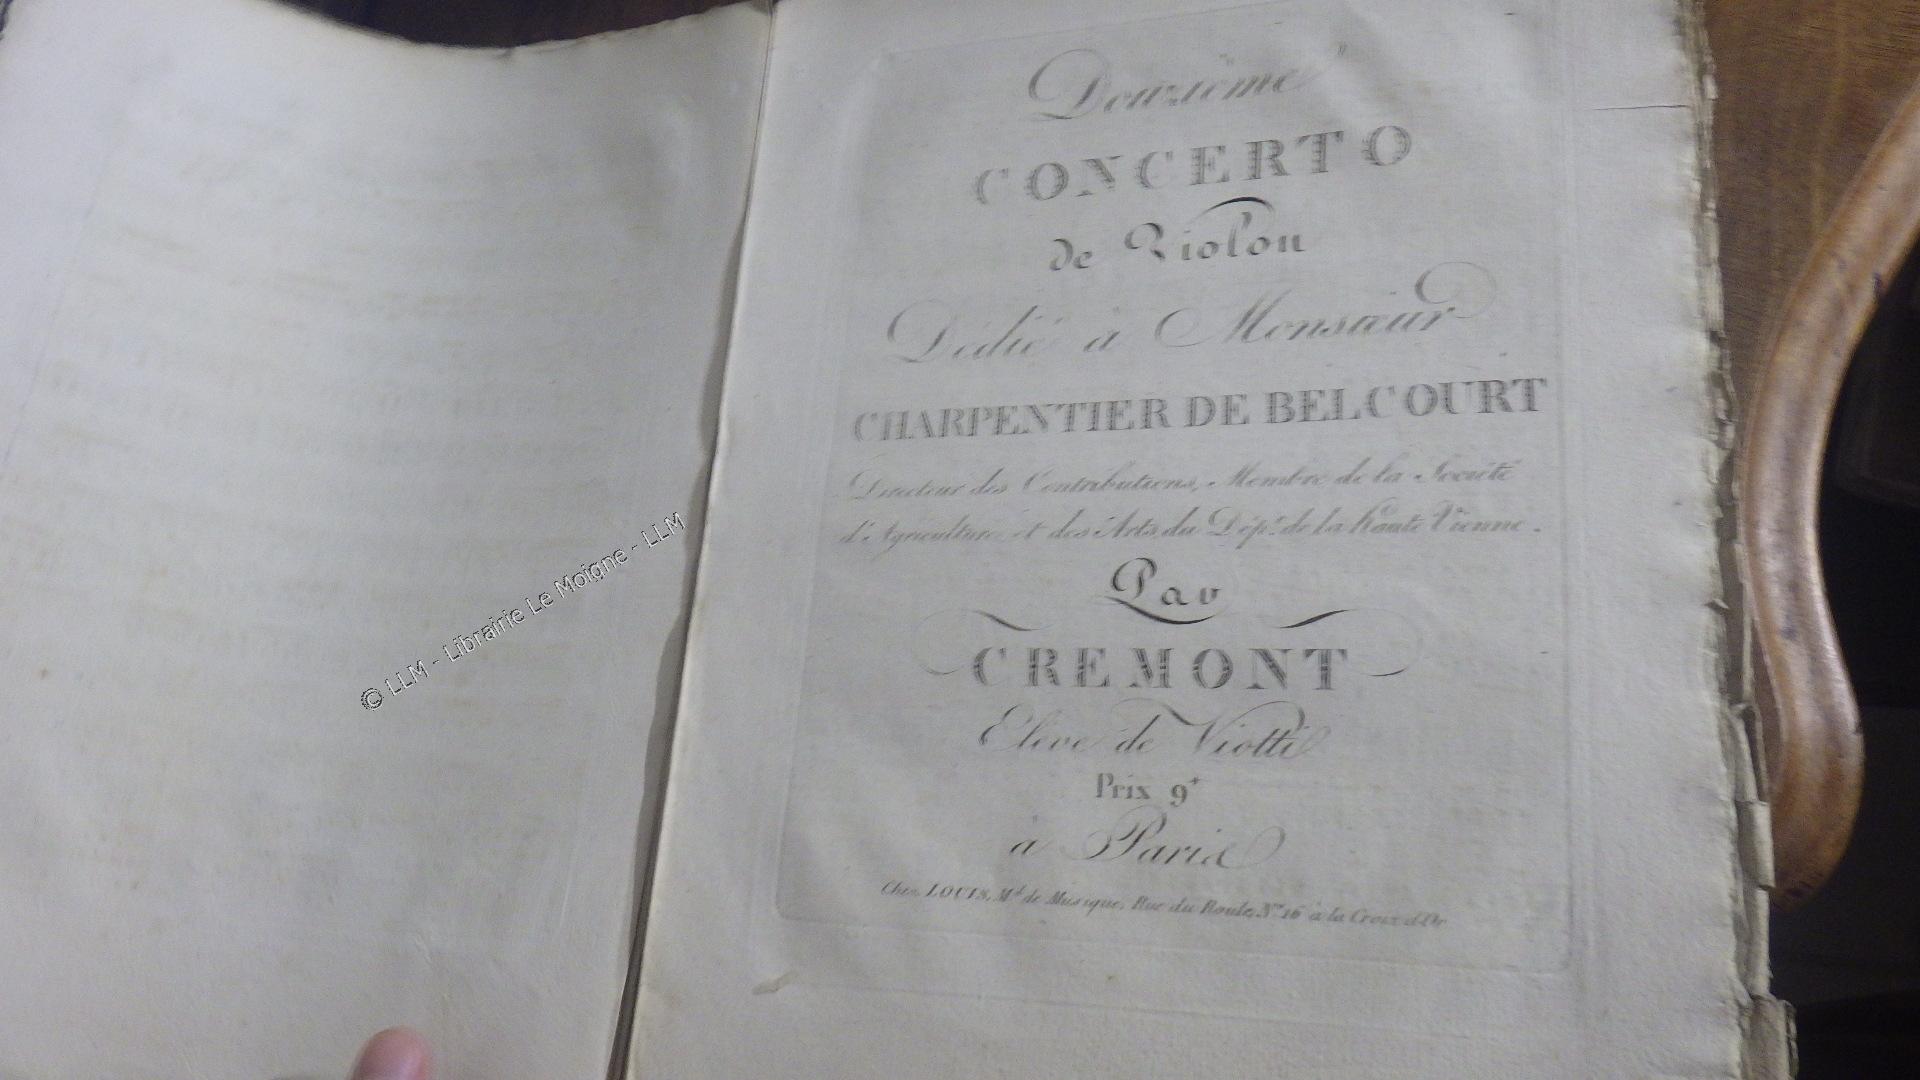 Deuxième
CONCERTO
de Violon
Dédié à Monsieur
CHARPENTIER DE BELCOURT
Directeur des Contributions, Membre de la Société
d'Agriculture et des Arts du Dépt. de la haute Vienne.
Par
CREMONT
Elève de Viotti
Prix 9+
à Paris
Chez LOUIS, Md. de Musique, Rue du Roule, No. 16 à la Croix d'Or
© LLM - Librairie Le Moigne - LLM